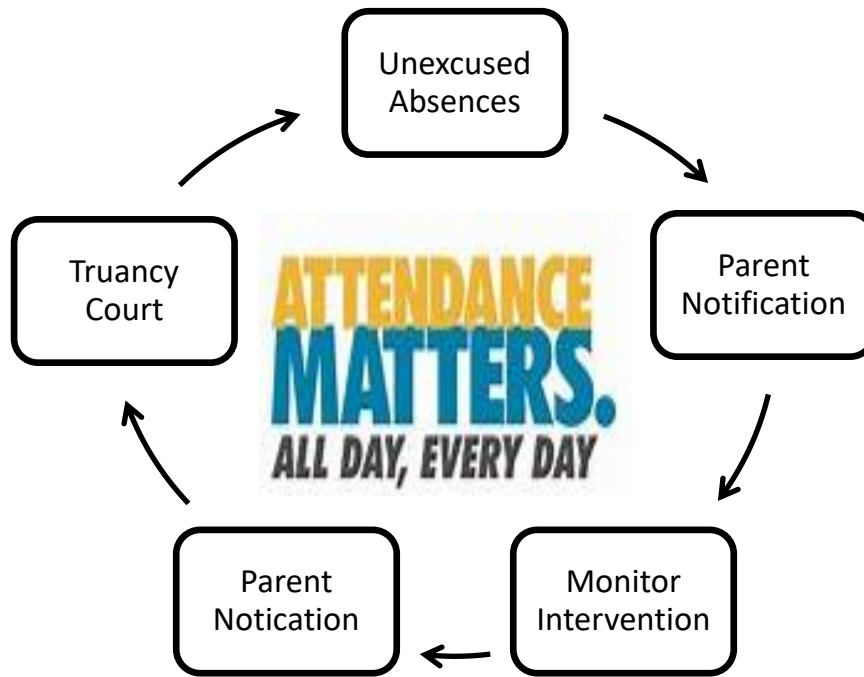 Unexcused
Absences
Parent
Notification
Monitor
Intervention
Parent
Notication
Truancy
Court
ATTENDANCE
MATTERS.
ALL DAY, EVERY DAY